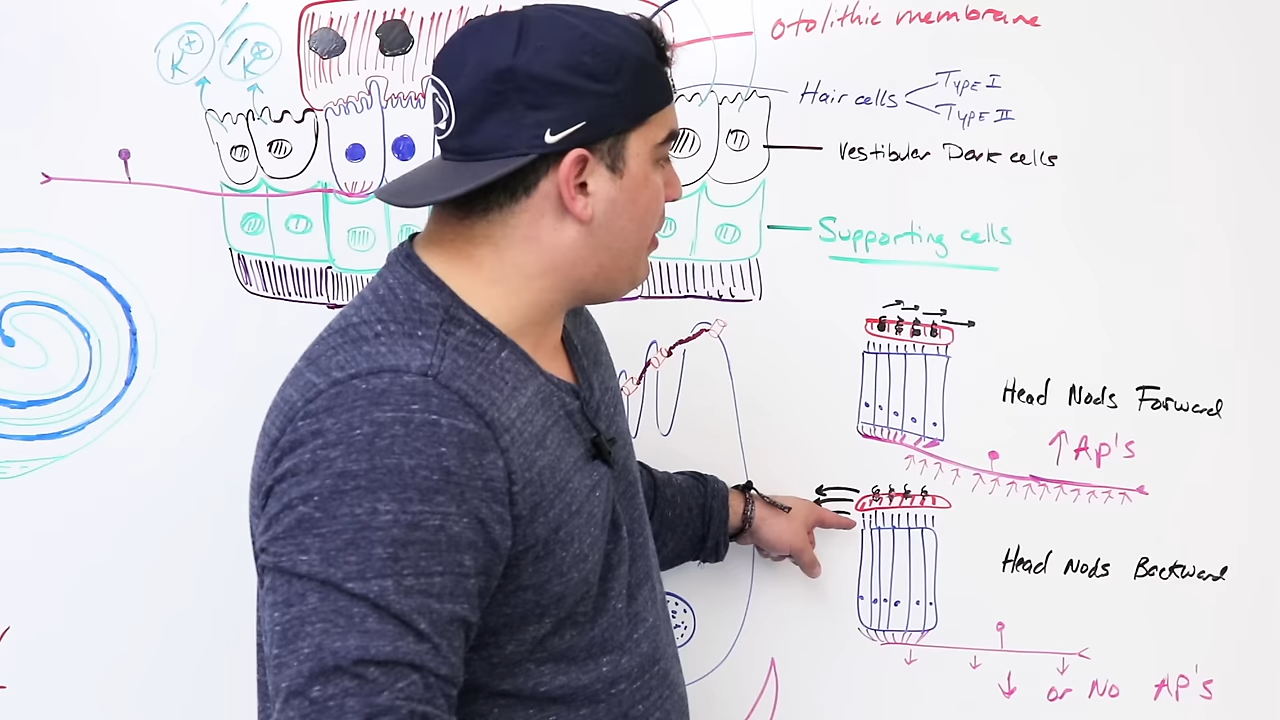 K⊕
K⊕
Otolithic membrane
Hair cells
Type I
Type II
Vestibular Dark cells
Supporting cells
Head Nods Forward
↑ Ap's
Head Nods Backward
↓ or No AP's